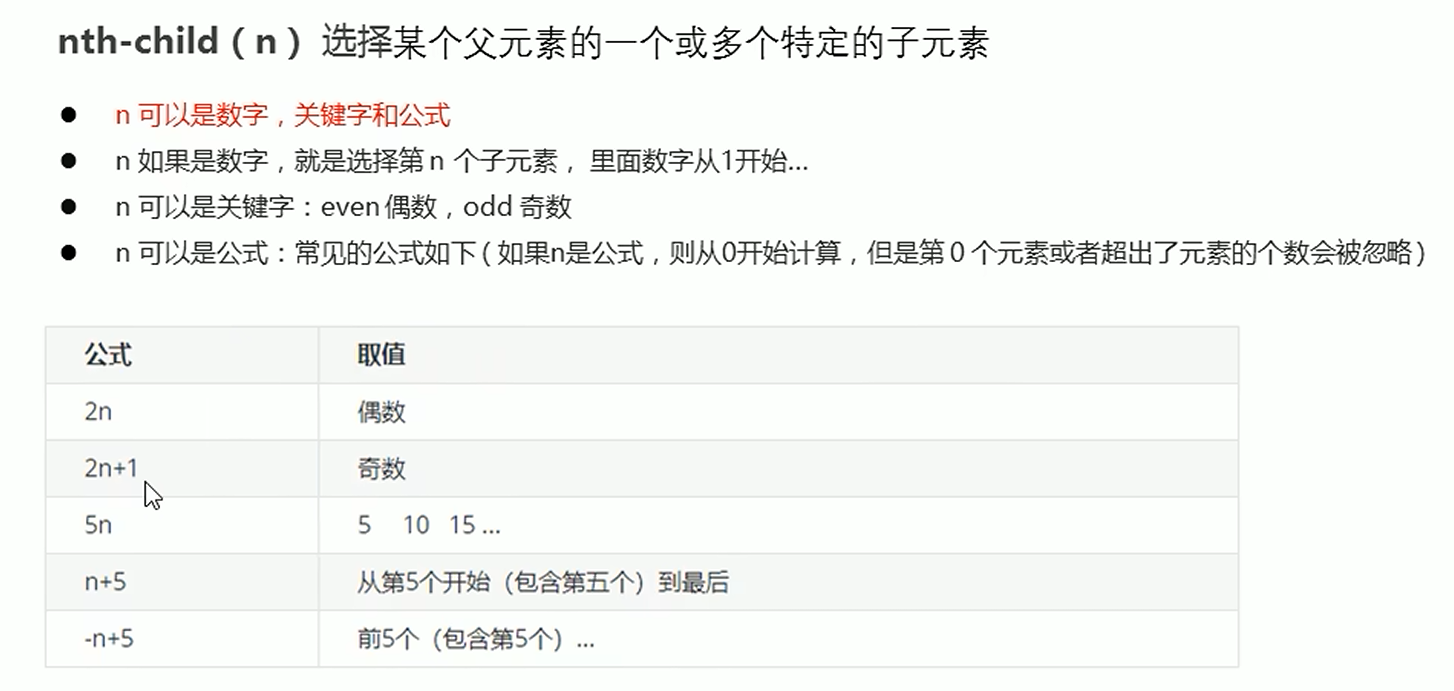 nth-child（n）选择某个父元素的一个或多个特定的子元素
● n 可以是数字，关键字和公式
● n 如果是数字，就是选择第 n 个子元素， 里面数字从1开始...
● n 可以是关键字：even 偶数，odd 奇数
● n 可以是公式：常见的公式如下 ( 如果n是公式，则从0开始计算，但是第 0 个元素或者超出了元素的个数会被忽略 )
公式 取值
2n 偶数
2n+1 奇数
5n 5 10 15 ...
n+5 从第5个开始（包含第五个）到最后
-n+5 前5个（包含第5个）...